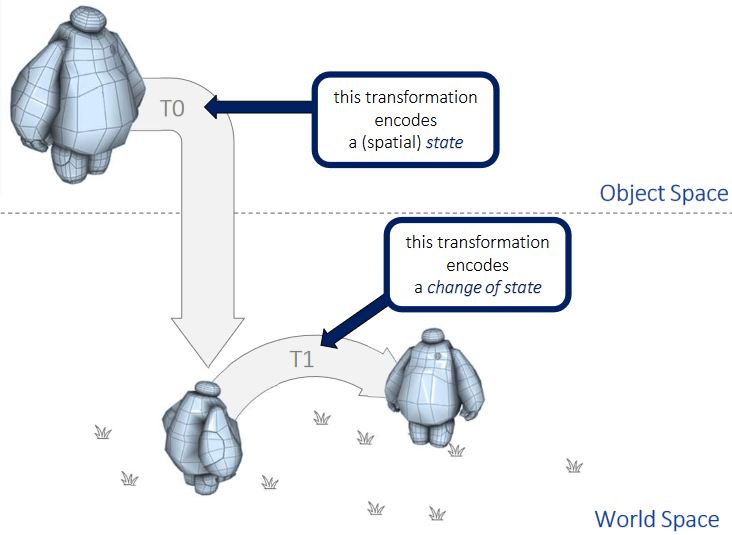 T0
this transformation
encodes
a (spatial) state
Object Space
this transformation
encodes
a change of state
T1
World Space